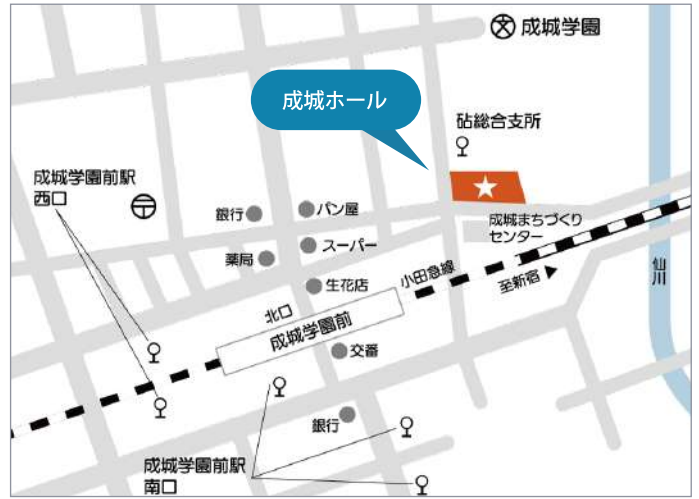 成城学園
成城ホール
砧総合支所
成城学園前駅
西口
銀行
パン屋
成城まちづくり
センター
薬局
スーパー
生花店
小田急線
至新宿
仙川
北口
成城学園前
交番
銀行
成城学園前駅
南口